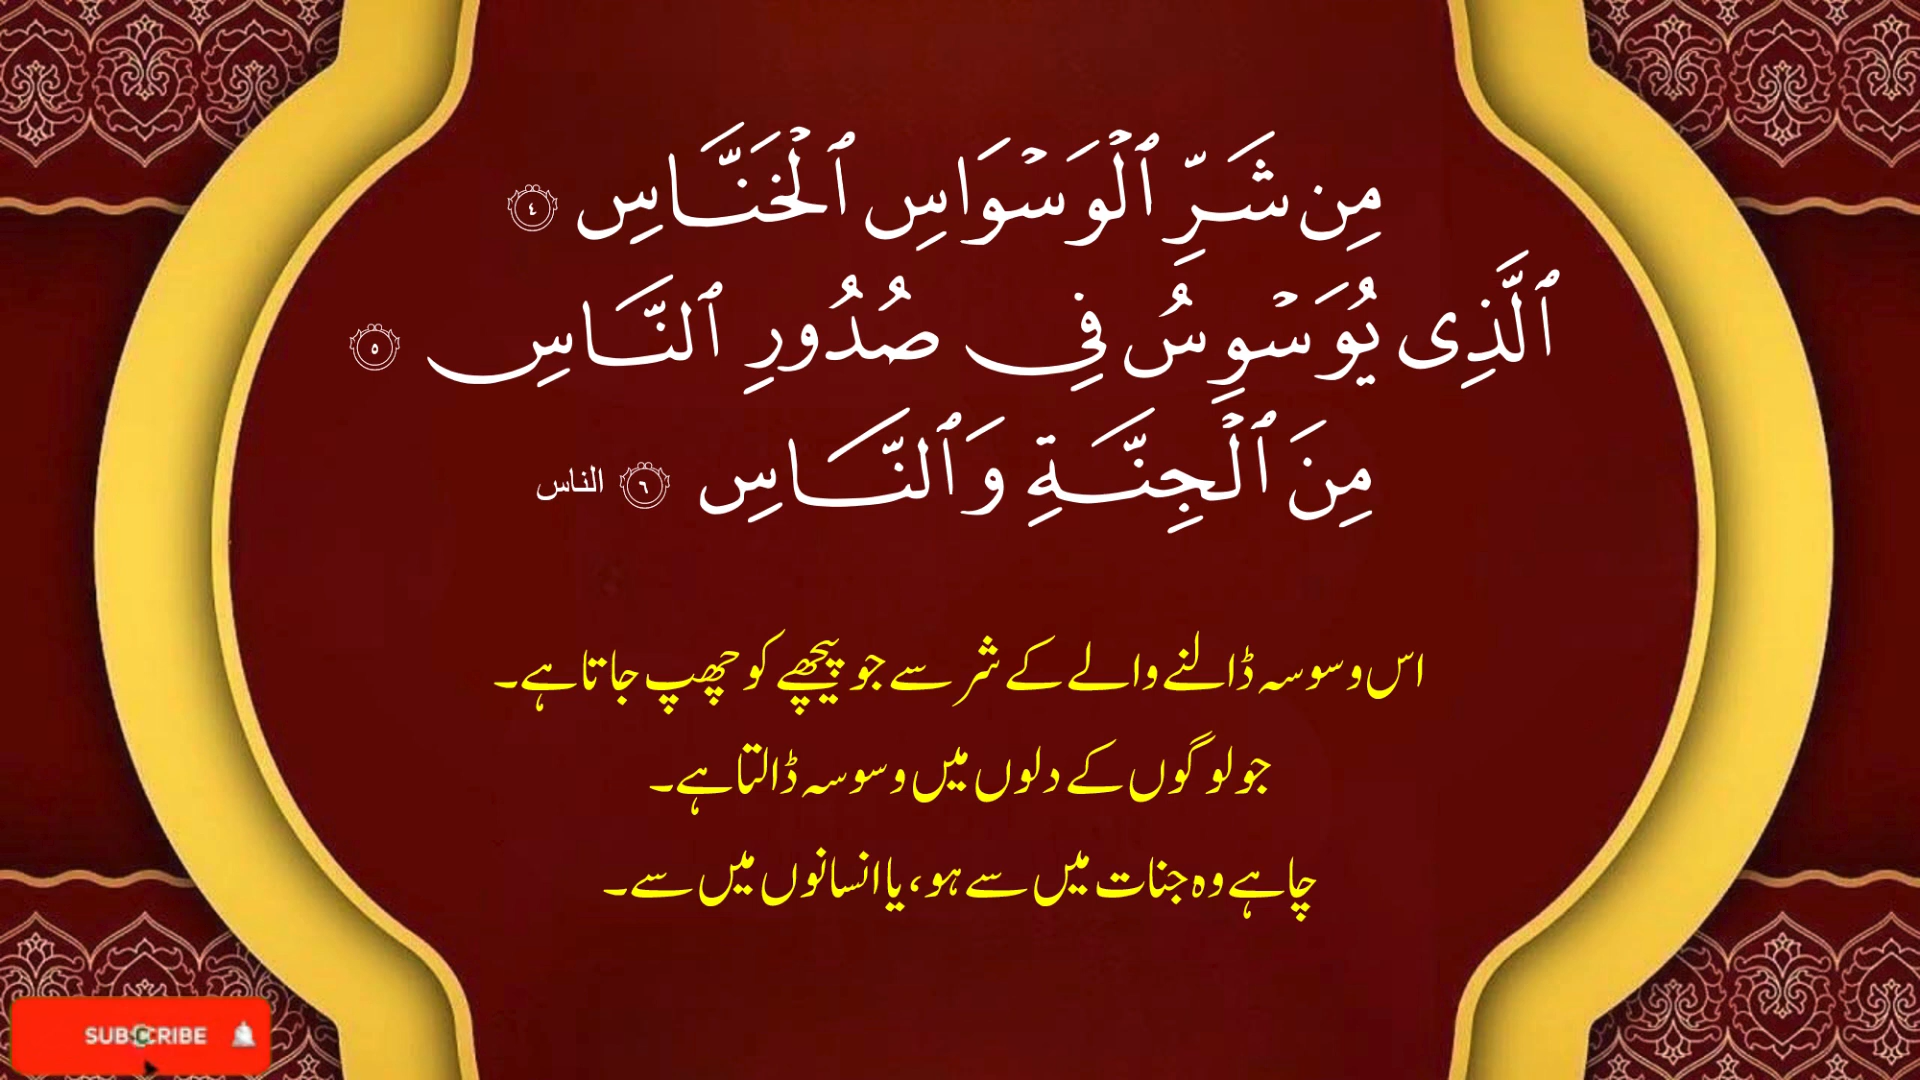 مِن شَرِّ ٱلۡوَسۡوَاسِ ٱلۡخَنَّاسِ ٤
ٱلَّذِى يُوَسۡوِسُ فِى صُدُورِ ٱلنَّاسِ ٥
مِنَ ٱلۡجِنَّةِ وَٱلنَّاسِ ٦ الناس
اس وسوسہ ڈالنے والے کے شر سے جو پیچھے کو چھپ جاتا ہے۔
جو لوگوں کے دلوں میں وسوسہ ڈالتا ہے۔
چاہے وہ جنات میں سے ہو، یا انسانوں میں سے۔
SUBSCRIBE